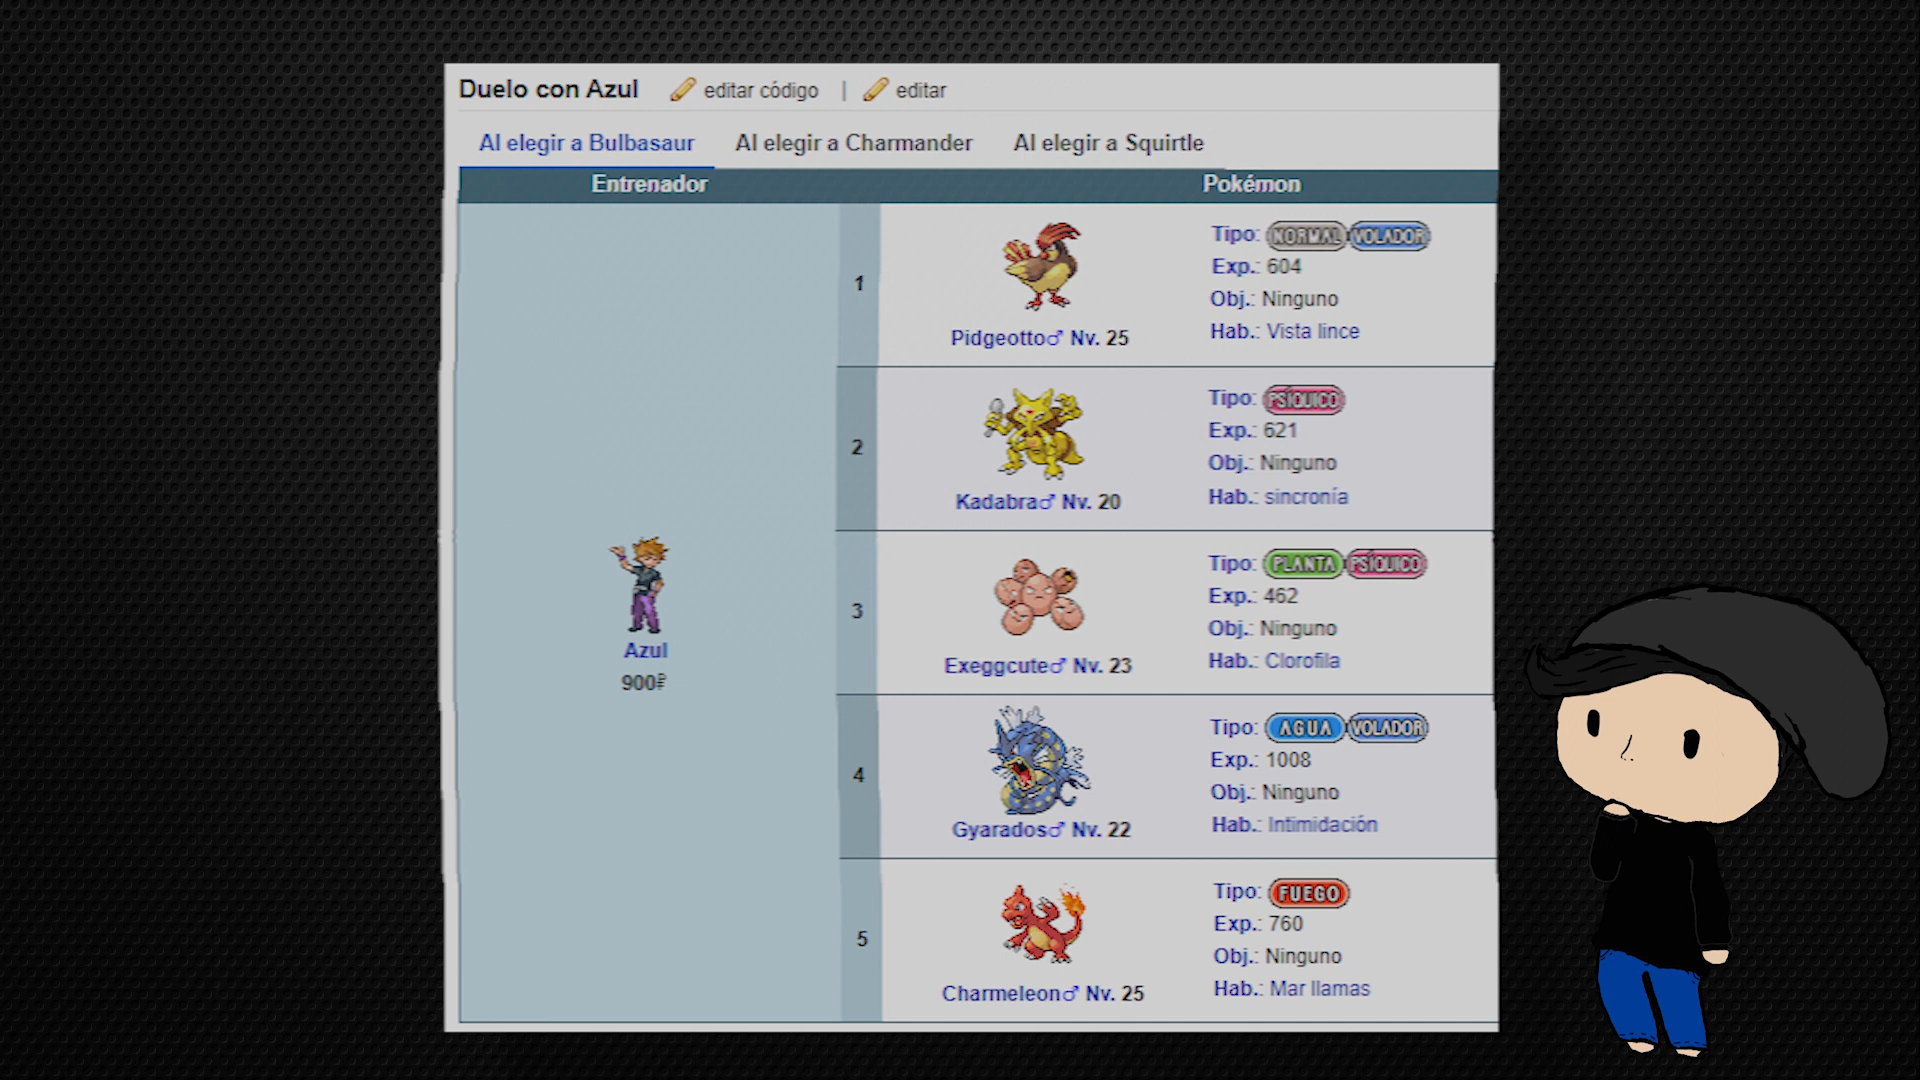 Duelo con Azul editar código | editar
Al elegir a Bulbasaur Al elegir a Charmander Al elegir a Squirtle
Entrenador Pokémon
Azul
900₽
1
Pidgeotto♂ Nv. 25
Tipo: NORMAL VOLADOR
Exp.: 604
Obj.: Ninguno
Hab.: Vista lince
2
Kadabra♂ Nv. 20
Tipo: PSÍQUICO
Exp.: 621
Obj.: Ninguno
Hab.: sincronía
3
Exeggcute♂ Nv. 23
Tipo: PLANTA PSÍQUICO
Exp.: 462
Obj.: Ninguno
Hab.: Clorofila
4
Gyarados♂ Nv. 22
Tipo: AGUA VOLADOR
Exp.: 1008
Obj.: Ninguno
Hab.: Intimidación
5
Charmeleon♂ Nv. 25
Tipo: FUEGO
Exp.: 760
Obj.: Ninguno
Hab.: Mar llamas